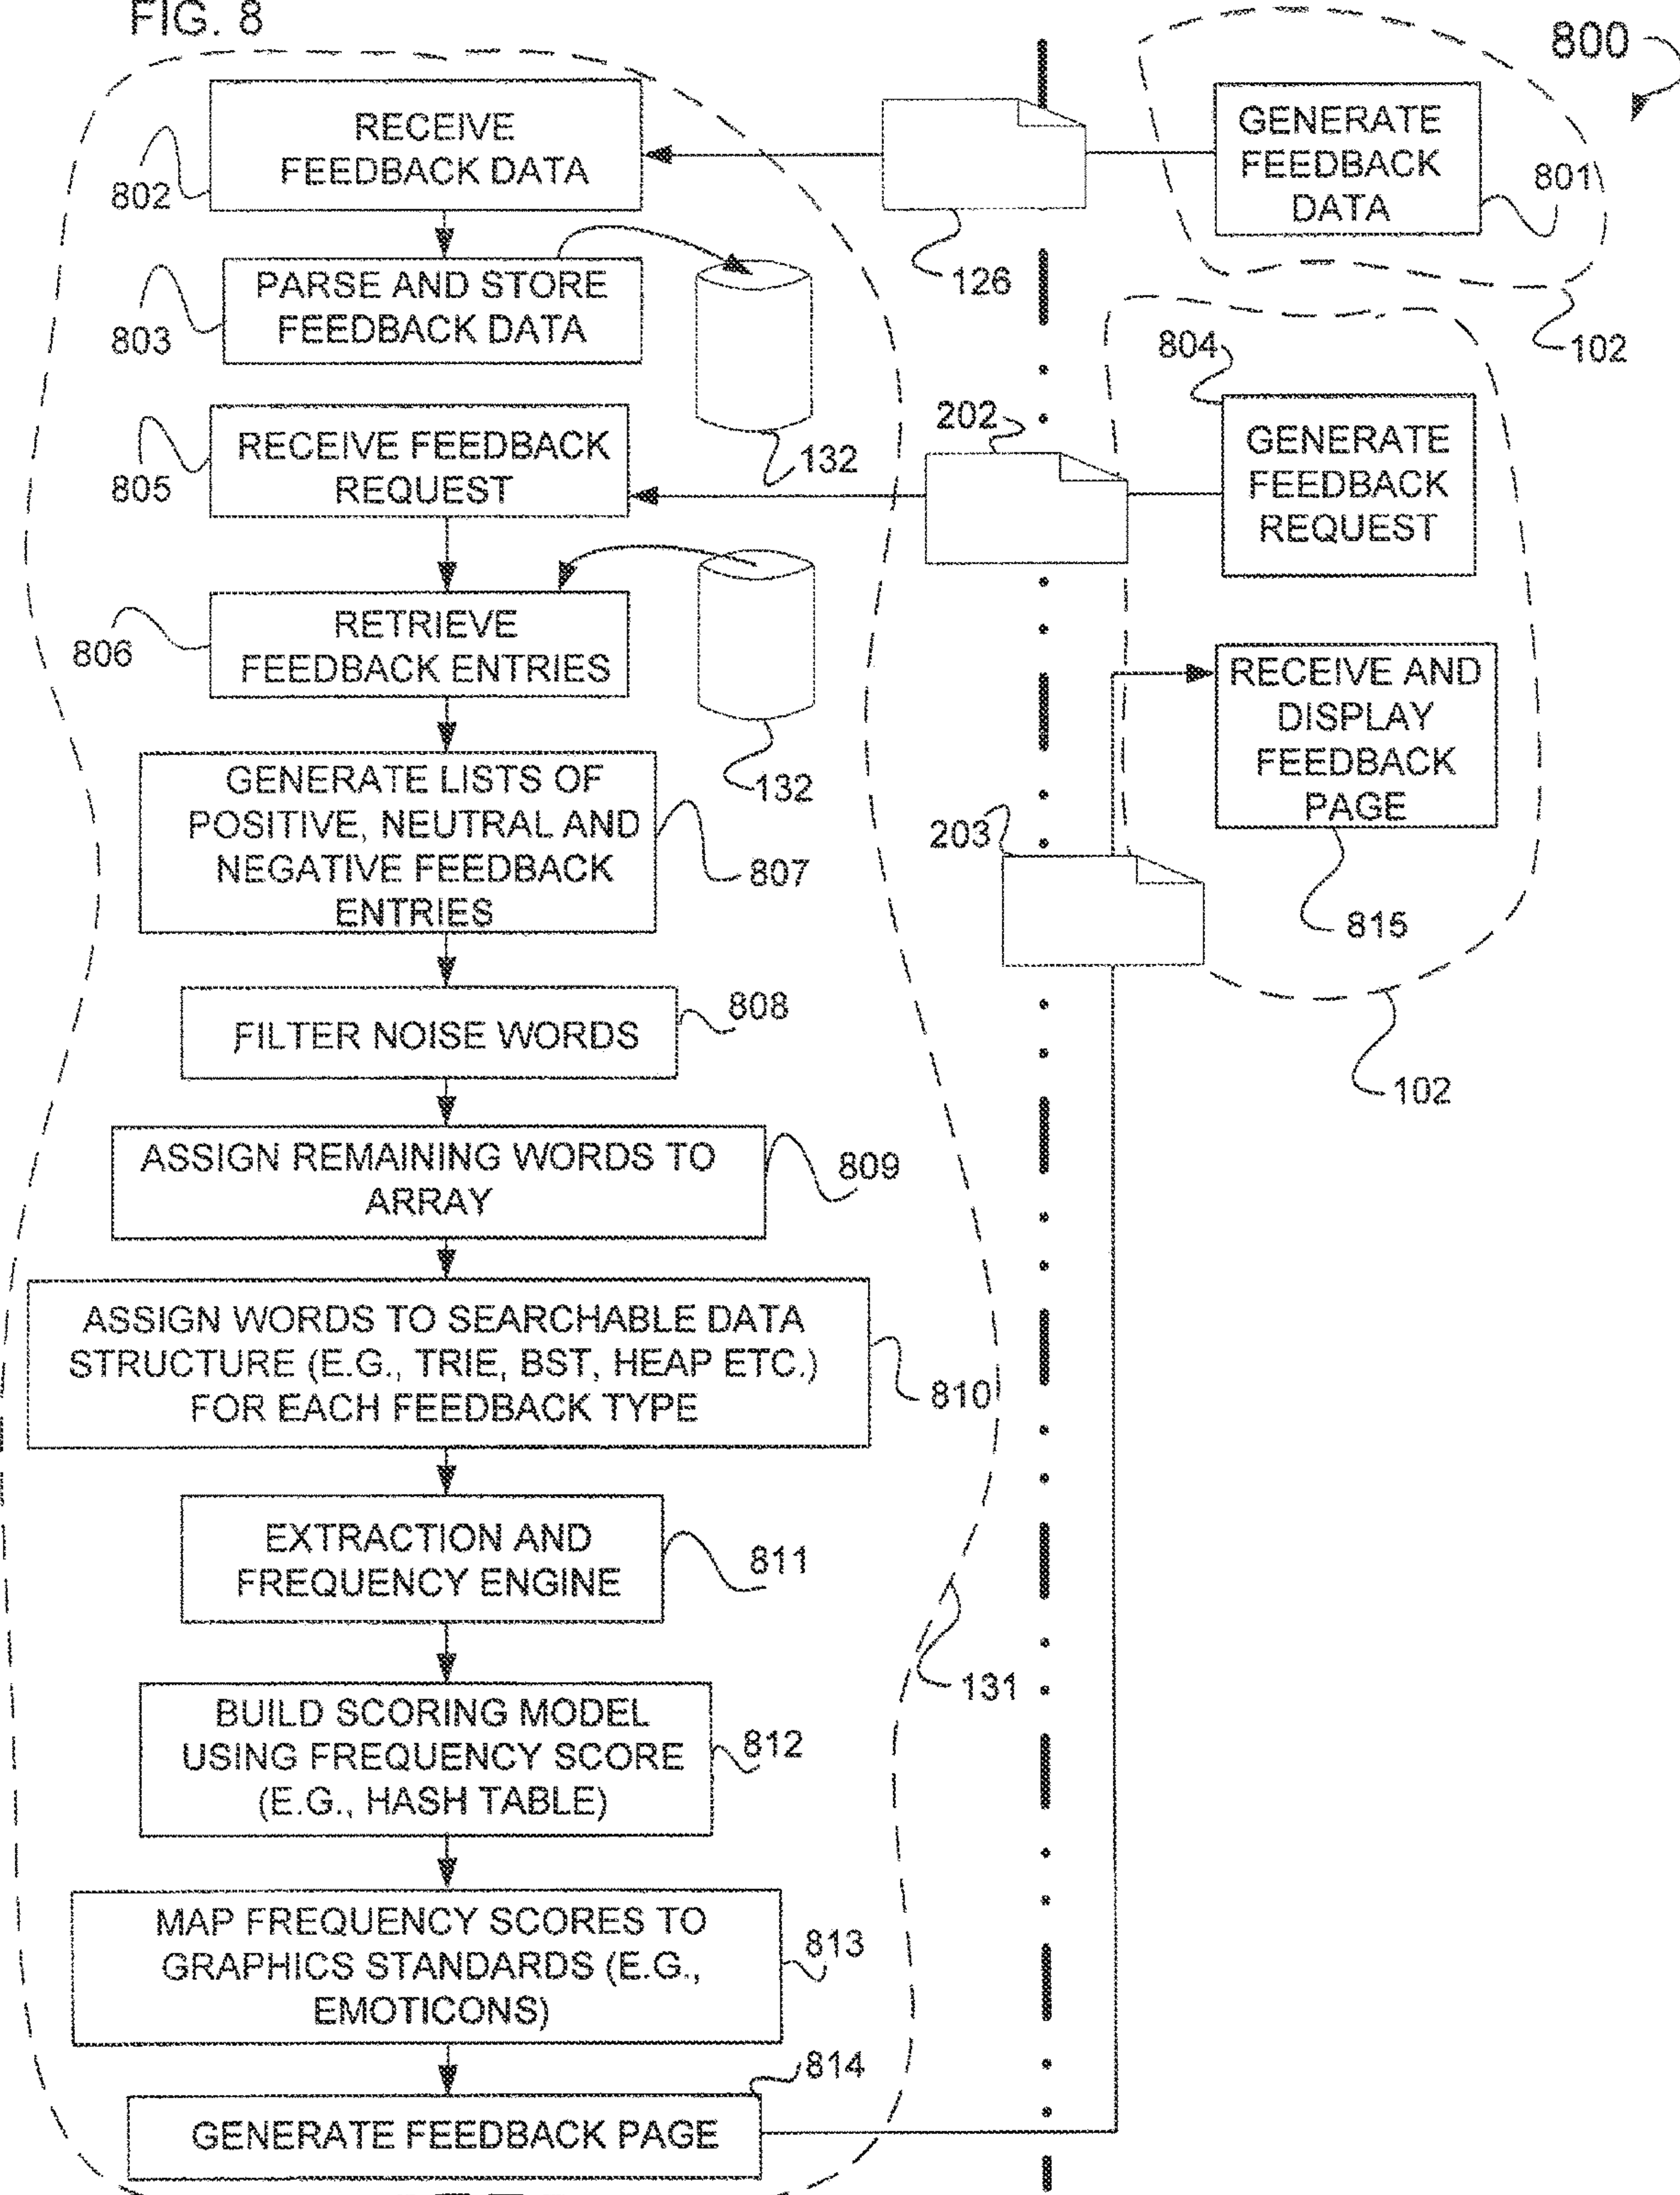 FIG. 8
800
RECEIVE
FEEDBACK DATA
802
GENERATE
FEEDBACK
DATA
801
126
102
PARSE AND STORE
FEEDBACK DATA
803
132
804
GENERATE
FEEDBACK
REQUEST
202
RECEIVE FEEDBACK
REQUEST
805
RETRIEVE
FEEDBACK ENTRIES
806
132
RECEIVE AND
DISPLAY
FEEDBACK
PAGE
815
203
102
GENERATE LISTS OF
POSITIVE, NEUTRAL AND
NEGATIVE FEEDBACK
ENTRIES
807
FILTER NOISE WORDS
808
ASSIGN REMAINING WORDS TO
ARRAY
809
ASSIGN WORDS TO SEARCHABLE DATA
STRUCTURE (E.G., TRIE, BST, HEAP ETC.)
FOR EACH FEEDBACK TYPE
810
EXTRACTION AND
FREQUENCY ENGINE
811
131
BUILD SCORING MODEL
USING FREQUENCY SCORE
(E.G., HASH TABLE)
812
MAP FREQUENCY SCORES TO
GRAPHICS STANDARDS (E.G.,
EMOTICONS)
813
814
GENERATE FEEDBACK PAGE